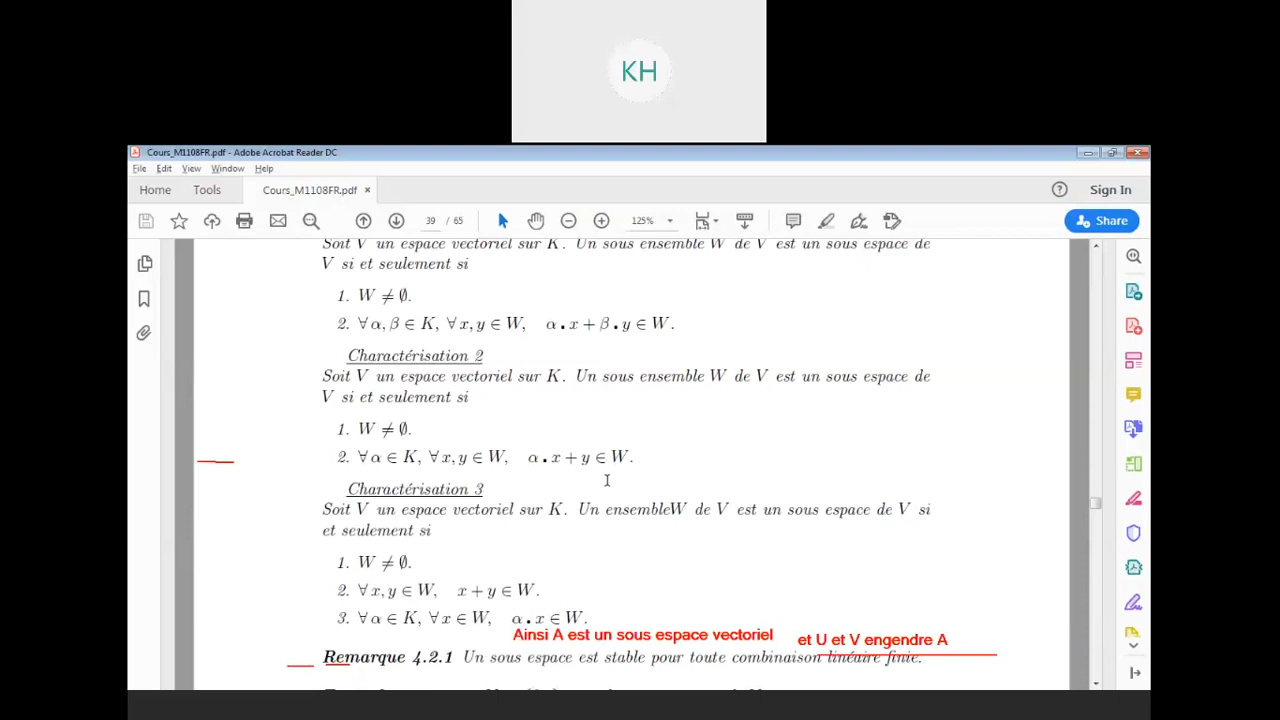 KH
Cours_M1108FR.pdf - Adobe Acrobat Reader DC
File Edit View Window Help
Home Tools Cours_M1108FR.pdf × Sign In
39 / 65 125% Share
Soit V un espace vectoriel sur K. Un sous ensemble W de V est un sous espace de
V si et seulement si
1. W ≠ ∅.
2. ∀ α, β ∈ K, ∀ x, y ∈ W, α . x + β . y ∈ W.
Charactérisation 2
Soit V un espace vectoriel sur K. Un sous ensemble W de V est un sous espace de
V si et seulement si
1. W ≠ ∅.
2. ∀ α ∈ K, ∀ x, y ∈ W, α . x + y ∈ W.
Charactérisation 3
Soit V un espace vectoriel sur K. Un ensembleW de V est un sous espace de V si
et seulement si
1. W ≠ ∅.
2. ∀ x, y ∈ W, x + y ∈ W.
3. ∀ α ∈ K, ∀ x ∈ W, α . x ∈ W.
Ainsi A est un sous espace vectoriel et U et V engendre A
Remarque 4.2.1 Un sous espace est stable pour toute combinaison linéaire finie.